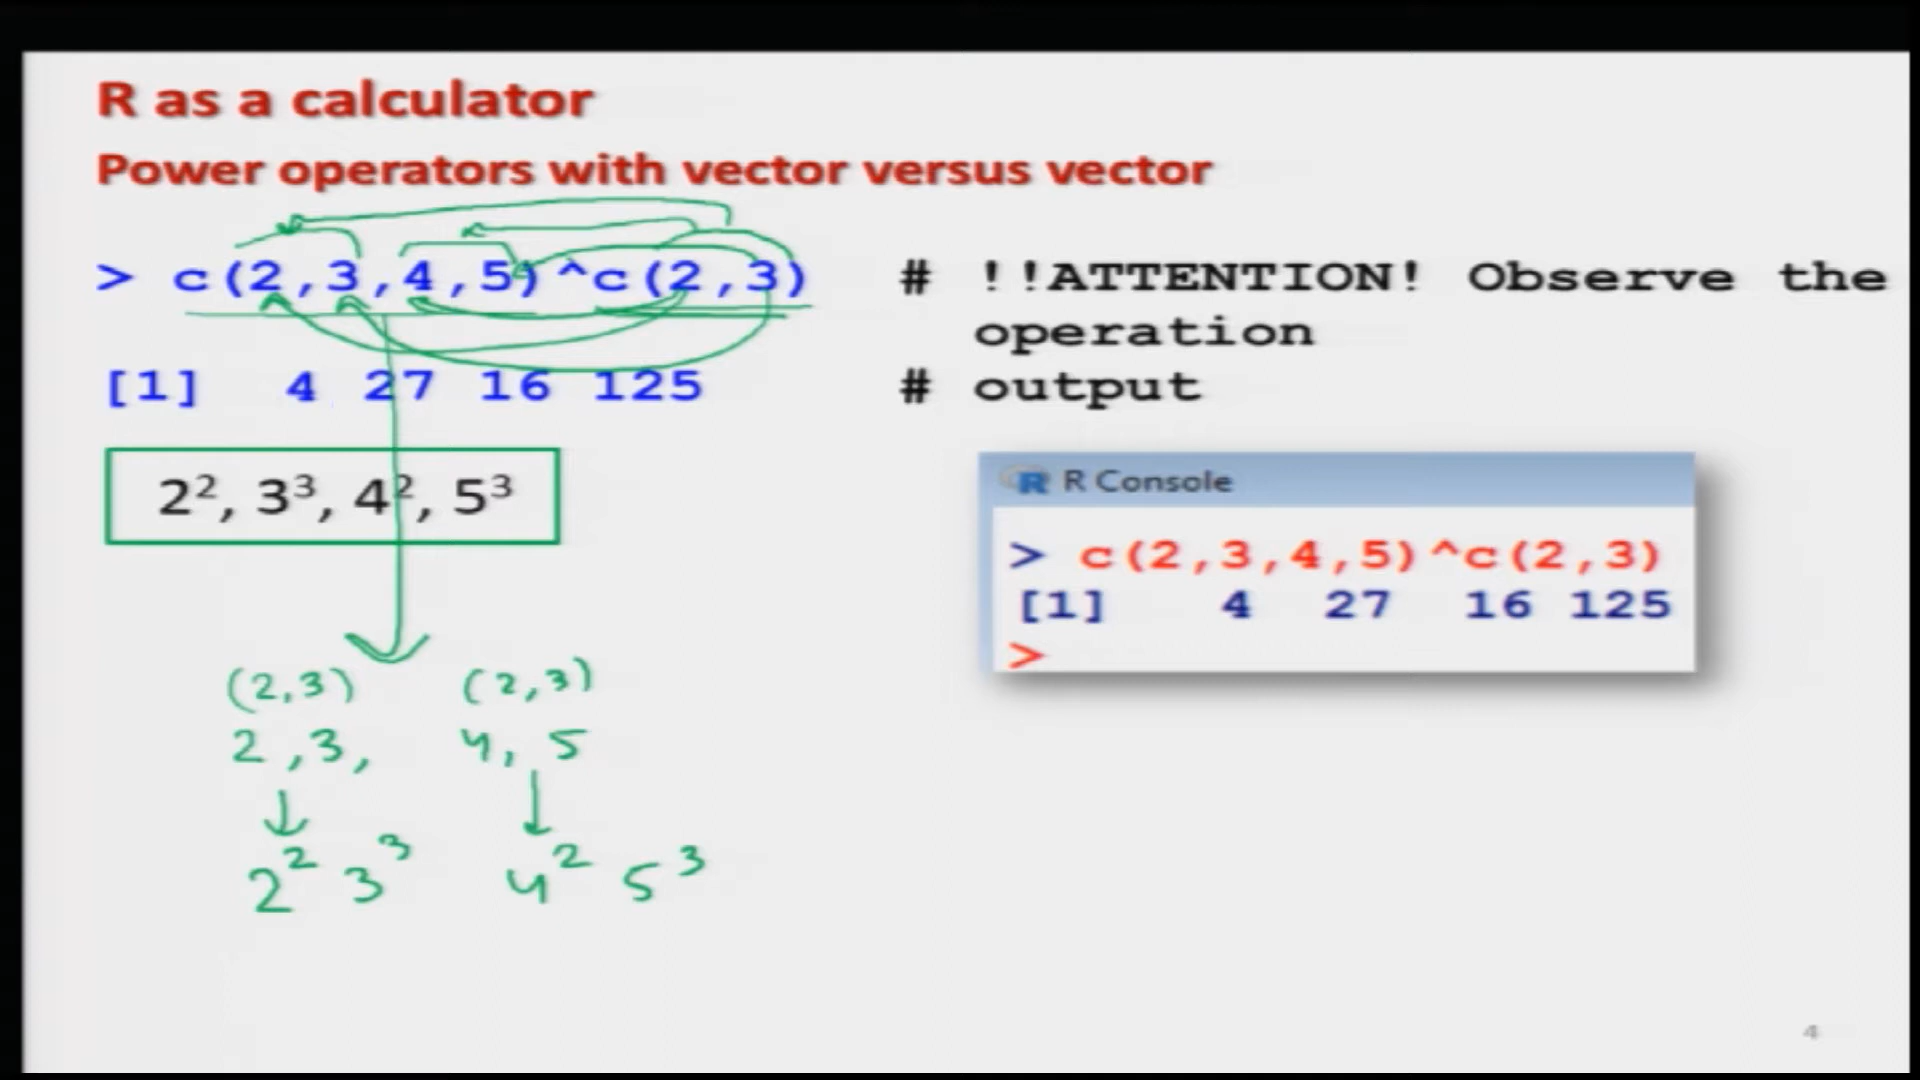 R as a calculator
Power operators with vector versus vector
> c(2,3,4,5)^c(2,3) # !!ATTENTION! Observe the
operation
[1] 4 27 16 125 # output
2², 3³, 4², 5³
R Console
> c(2,3,4,5)^c(2,3)
[1] 4 27 16 125
>
(2,3) (2,3)
2,3, 4,5
2² 3³ 4² 5³
4